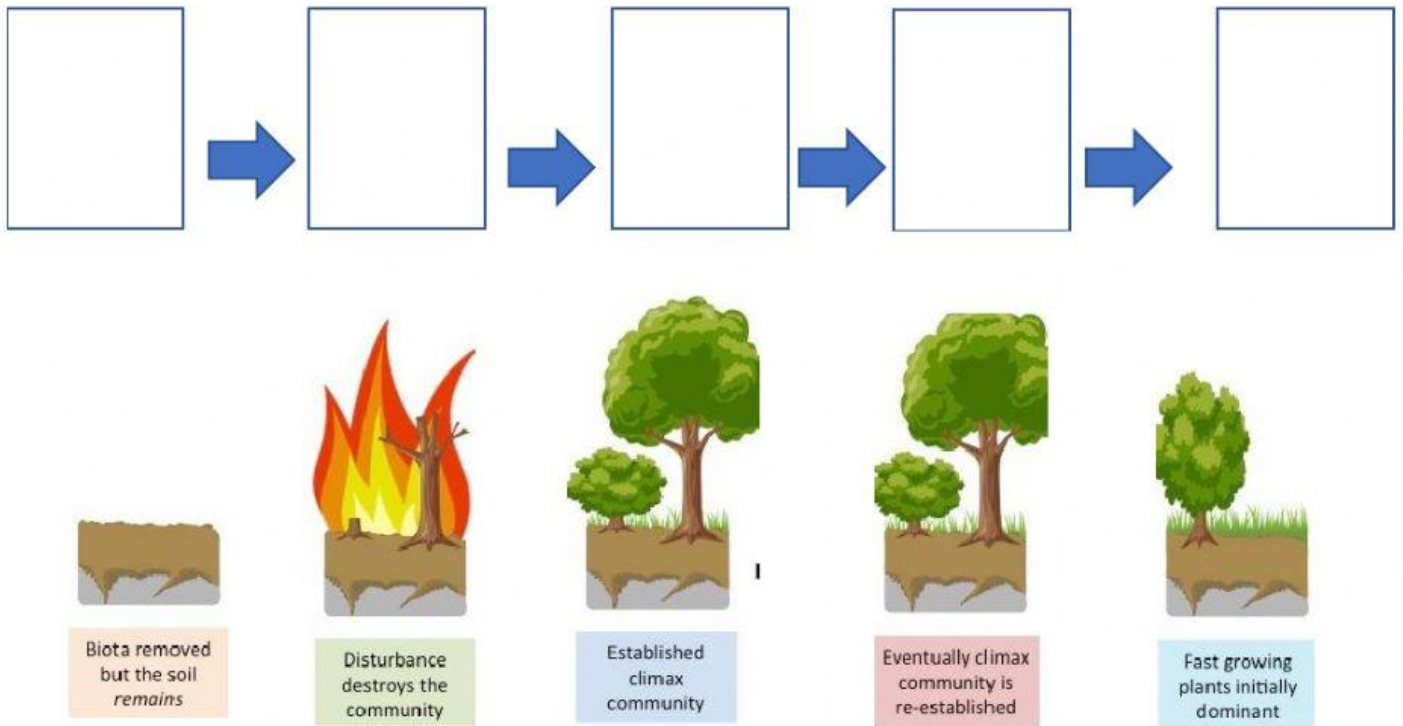 Biota removed
but the soil
remains
Disturbance
destroys the
community
Established
climax
community
Eventually climax
community is
re-established
Fast growing
plants initially
dominant